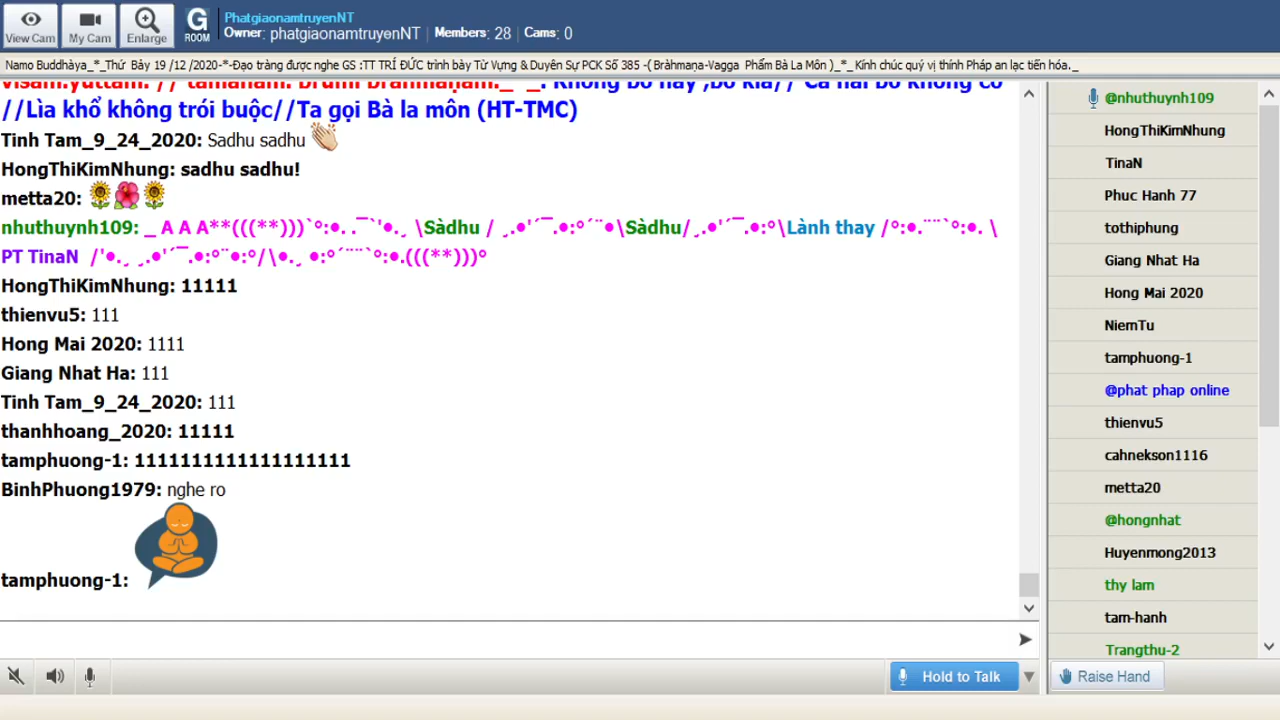 View Cam
My Cam
Enlarge
G
ROOM
PhatgiaonamtruyenNT
Owner: phatgiaonamtruyenNT | Members: 28 | Cams: 0
Namo Buddhàya_*_Thứ Bảy 19 /12 /2020-*-Đạo tràng được nghe GS :TT TRÍ ĐỨC trình bày Từ Vựng & Duyên Sự PCK Số 385 -( Bràhmaṇa-Vagga Phẩm Bà La Môn )_*_Kính chúc quý vị thính Pháp an lạc tiến hóa._
//Lìa khổ không trói buộc//Ta gọi Bà la môn (HT-TMC)
Tinh Tam_9_24_2020: Sadhu sadhu
HongThiKimNhung: sadhu sadhu!
metta20:
nhuthuynh109: _ A A A**(((**)))`°:●. .¯`'●.¸ \Sàdhu / ¸.●'´¯.●:°´¨●\Sàdhu/¸.●'´¯.●:°\Lành thay /°:●.¨¨`°:●. \
PT TinaN /'●.¸ ¸.●'´¯.●:°¨●:°/\●.¸ ●:°´¨¨`°:●.(((**)))°
HongThiKimNhung: 11111
thienvu5: 111
Hong Mai 2020: 1111
Giang Nhat Ha: 111
Tinh Tam_9_24_2020: 111
thanhhoang_2020: 11111
tamphuong-1: 1111111111111111111
BinhPhuong1979: nghe ro
tamphuong-1:
@nhuthuynh109
HongThiKimNhung
TinaN
Phuc Hanh 77
tothiphung
Giang Nhat Ha
Hong Mai 2020
NiemTu
tamphuong-1
@phat phap online
thienvu5
cahnekson1116
metta20
@hongnhat
Huyenmong2013
thy lam
tam-hanh
Trangthu-2
Hold to Talk
Raise Hand